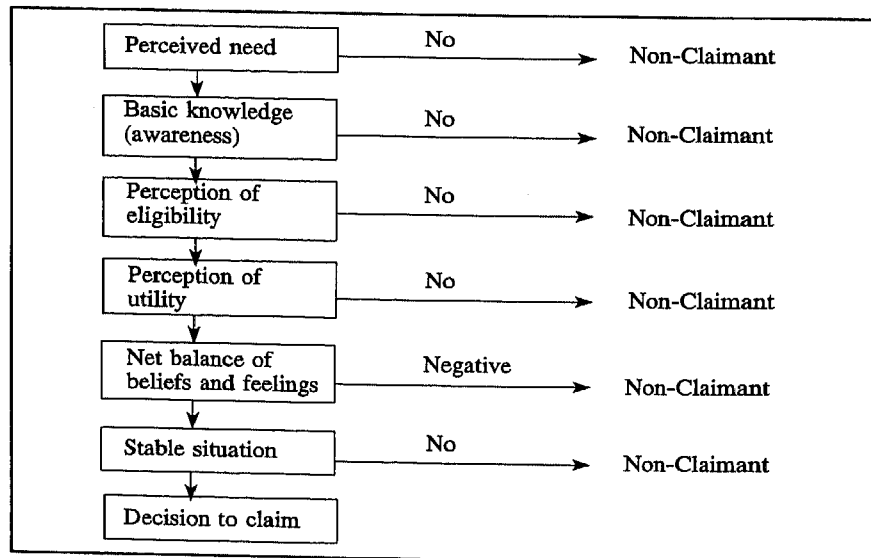 Perceived need
No
Non-Claimant
Basic knowledge
(awareness)
No
Non-Claimant
Perception of
eligibility
No
Non-Claimant
Perception of
utility
No
Non-Claimant
Net balance of
beliefs and feelings
Negative
Non-Claimant
Stable situation
No
Non-Claimant
Decision to claim